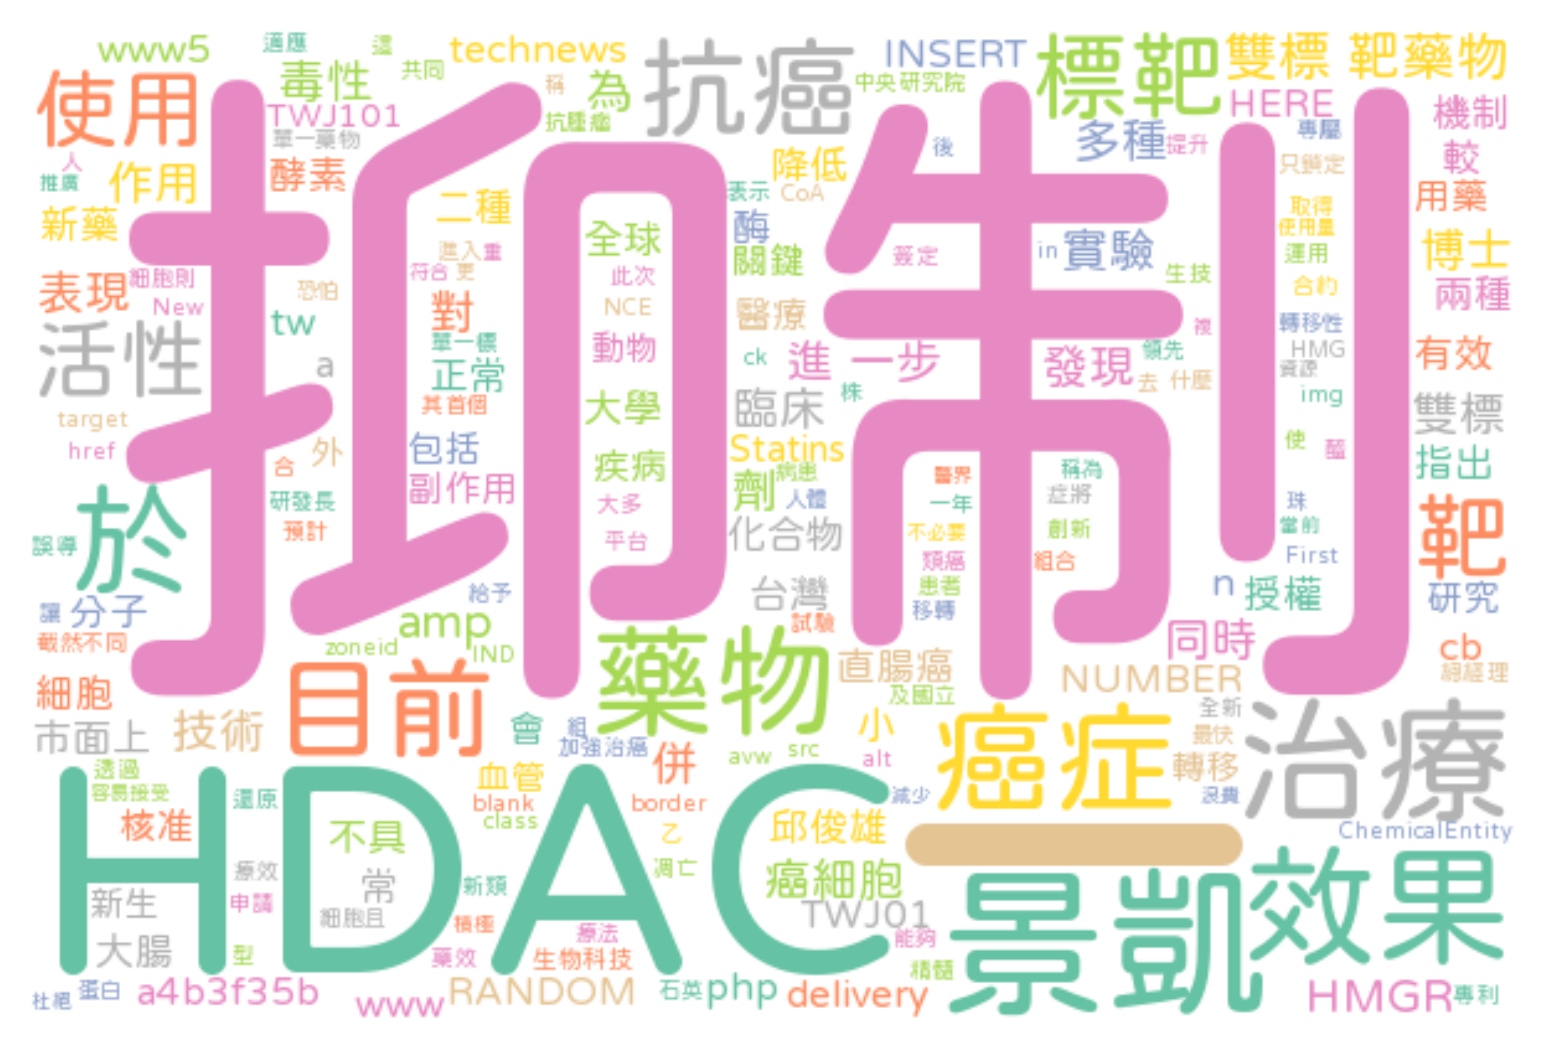 www5
適應
這
technews
INSERT
標靶
雙標
靶藥物
使用
毒性
共同
稱
為
抗癌
中央研究院
HERE
機制
TWJ101
抗腫瘤
單一藥物
多種
提升
專屬
較
人
推廣
作用
酵素
降低
後
只鎖定
用藥
表示
CoA
新藥
二種
酶
取得
使用量
全球
關鍵
進入
重
簽定
in
實驗
運用
博士
表現
細胞則
符合
更
此次
生技
合約
兩種
恐怕
New
tw
對
NCE
醫療
轉移性
複
活性
單一標
動物
ck
進一步
發現
領先
HMG
有效
a
正常
資源
去
什麼
target
其首個
大學
臨床
株
img
雙標
href
外
包括
Statins
使
合
疾病
病患
醫界
稱為
指出
副作用
劑
人體
症將
於
研發長
大多
一年
珠
抑制
靶
預計
平台
化合物
不必要
創新
當前
誤導
類癌
組合
First
讓
分子
給予
台灣
患者
移轉
n
授權
研究
截然不同
amp
試驗
同時
cb
zoneid
IND
總經理
細胞
目前
藥物
直腸癌
NUMBER
及國立
全新
市面上
技術
會
組
加強治癌
小
癌症
最快
治療
併
avw
src
alt
轉移
透過
血管
容易接受
還原
blank
border
減少
浪費
核准
class
乙
邱俊雄
ChemicalEntity
HDAC
不具
一
療效
凋亡
癌細胞
景凱
效果
新生
常
新類
申請
細胞且
TWJ01
積極
大腸
型
療法
能夠
藥效
生物科技
精髓
杜絕
蛋白
a4b3f35b
www
RANDOM
石英
php
delivery
HMGR
專利